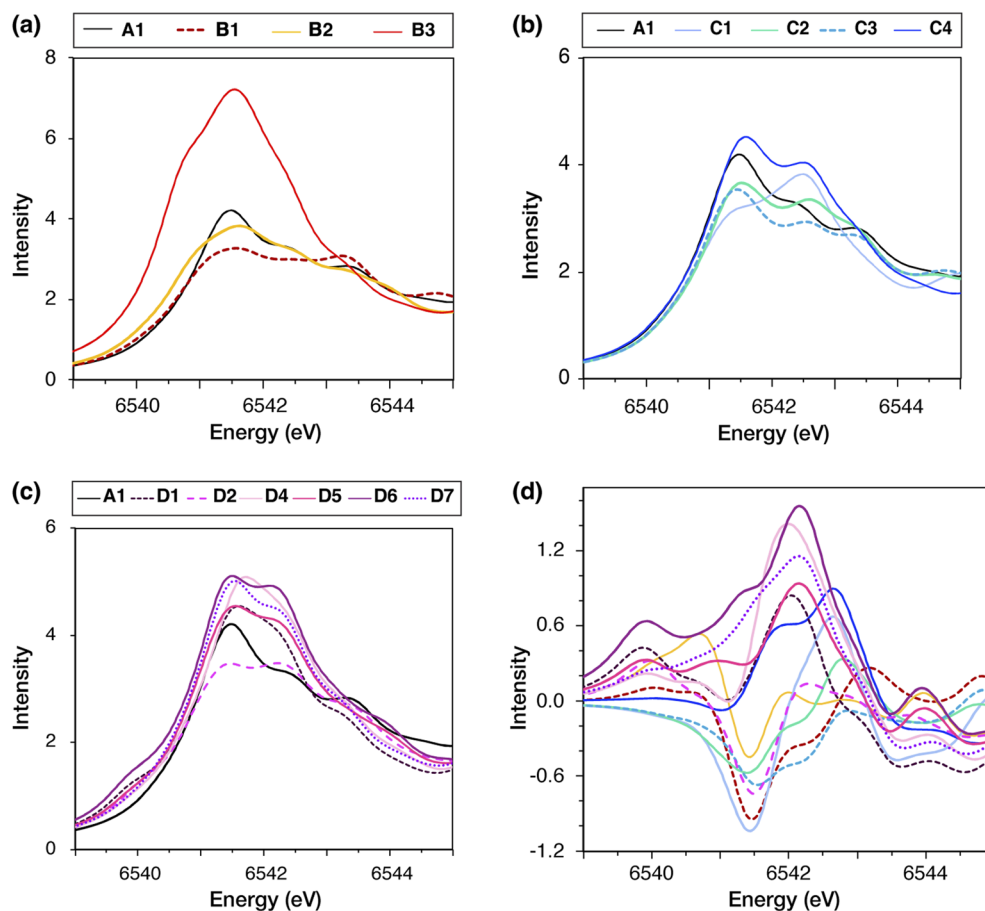 (a)
A1 B1 B2 B3
8
6
4
2
0
Intensity
6540 6542 6544
Energy (eV)
(b)
A1 C1 C2 C3 C4
6
4
2
0
Intensity
6540 6542 6544
Energy (eV)
(c)
A1 D1 D2 D4 D5 D6 D7
6
4
2
0
Intensity
6540 6542 6544
Energy (eV)
(d)
1.2
0.6
0.0
-0.6
-1.2
Intensity
6540 6542 6544
Energy (eV)